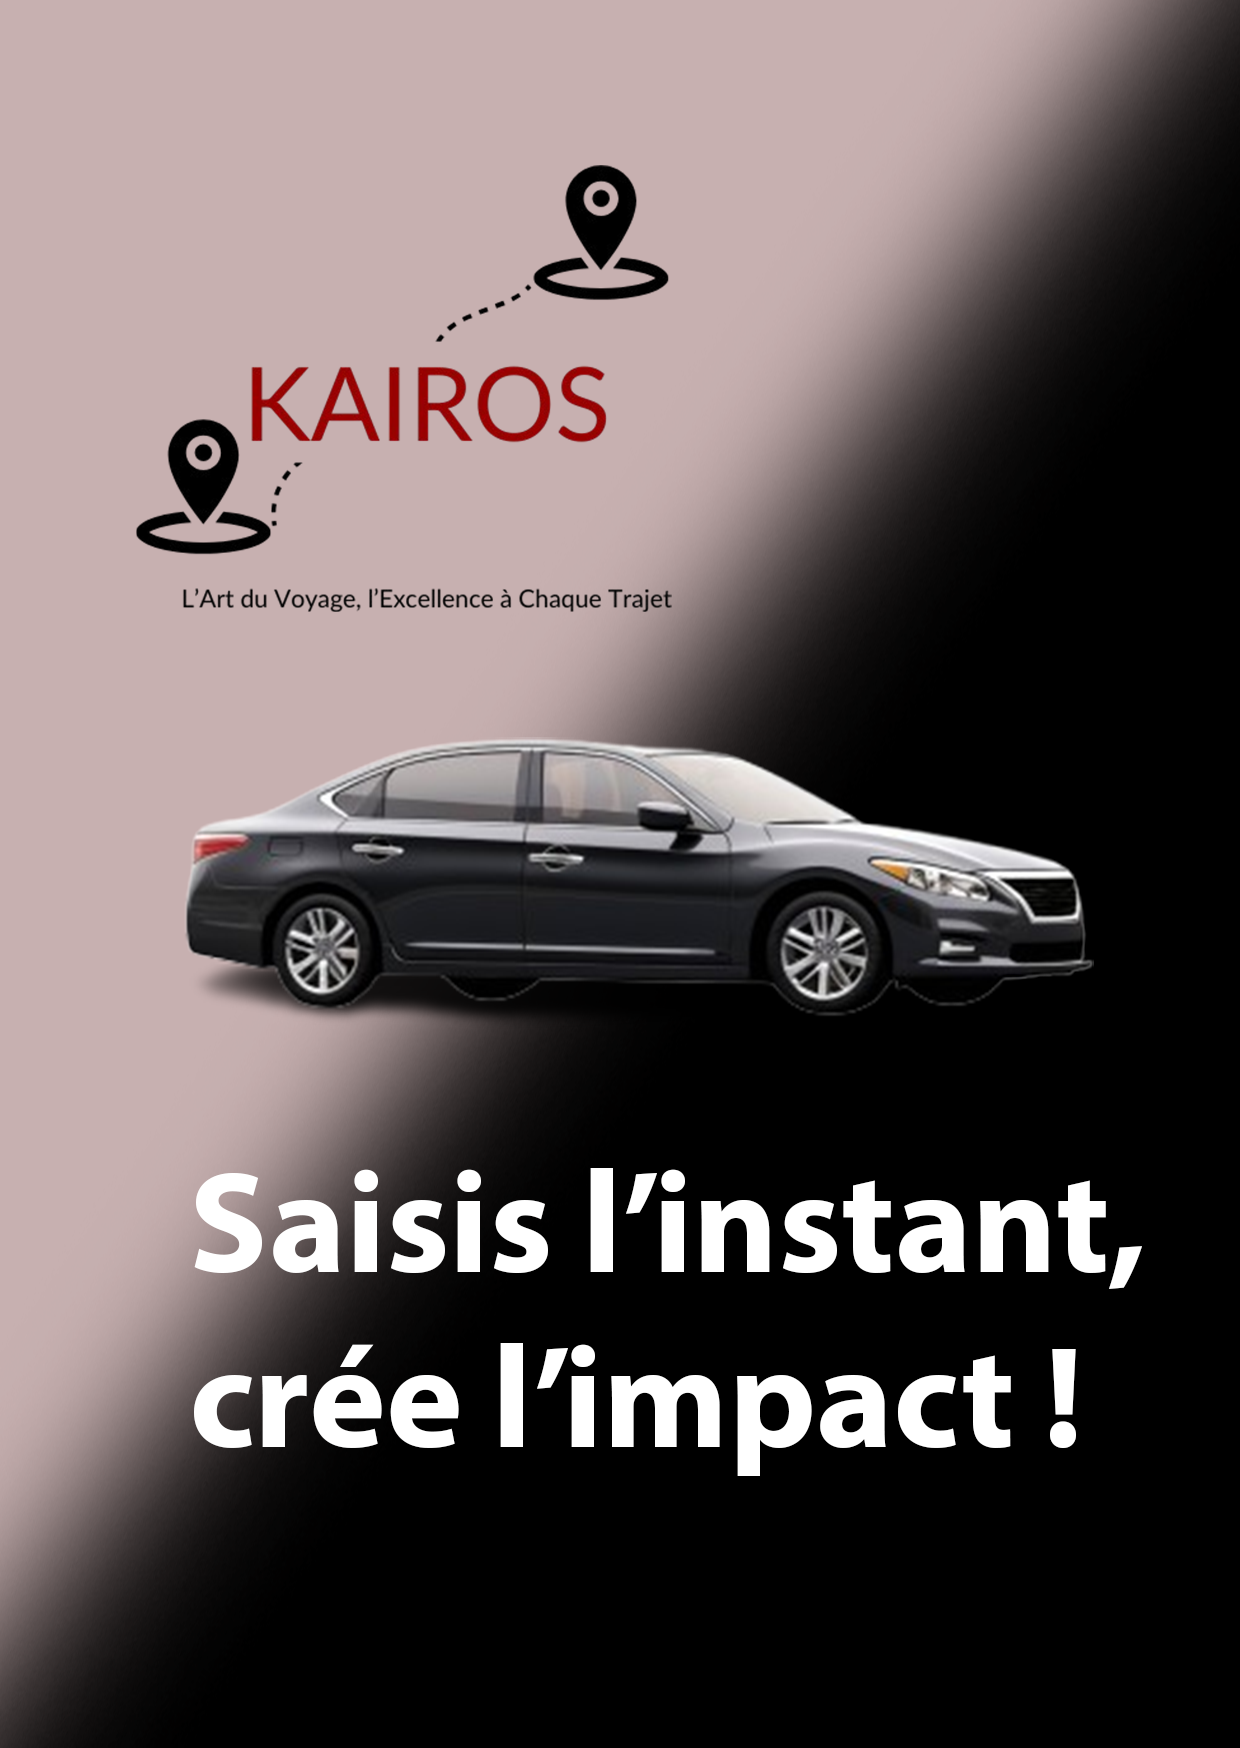 KAIROS
L’Art du Voyage, l’Excellence à Chaque Trajet
Saisis l’instant,
crée l’impact !